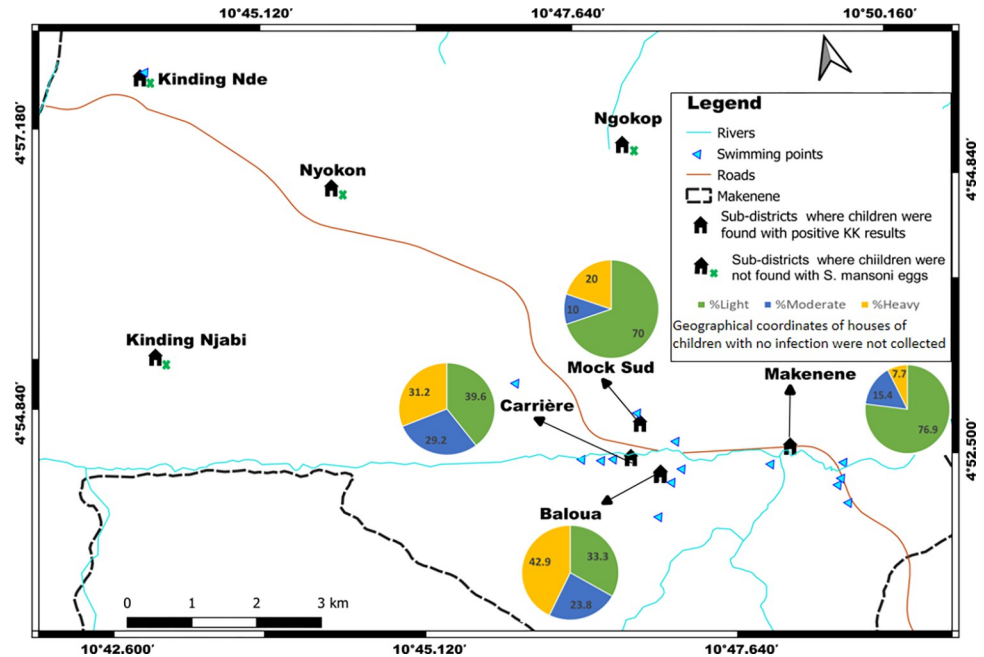 10°45.120′ 10°47.640′ 10°50.160′
Kinding Nde
4°57.180′
Ngokop
Nyokon
4°54.840′
Legend
Rivers
Swimming points
Roads
Makenene
Sub-districts where children were
found with positive KK results
Sub-districts where chiildren were
not found with S. mansoni eggs
%Light %Moderate %Heavy
Geographical coordinates of houses of
children with no infection were not collected
20
10
70
Kinding Njabi
Mock Sud
Makenene
7.7
15.4
76.9
31.2
39.6
29.2
Carrière
4°54.840′
4°52.500′
Baloua
42.9
33.3
23.8
0 1 2 3 km
10°42.600′ 10°45.120′ 10°47.640′